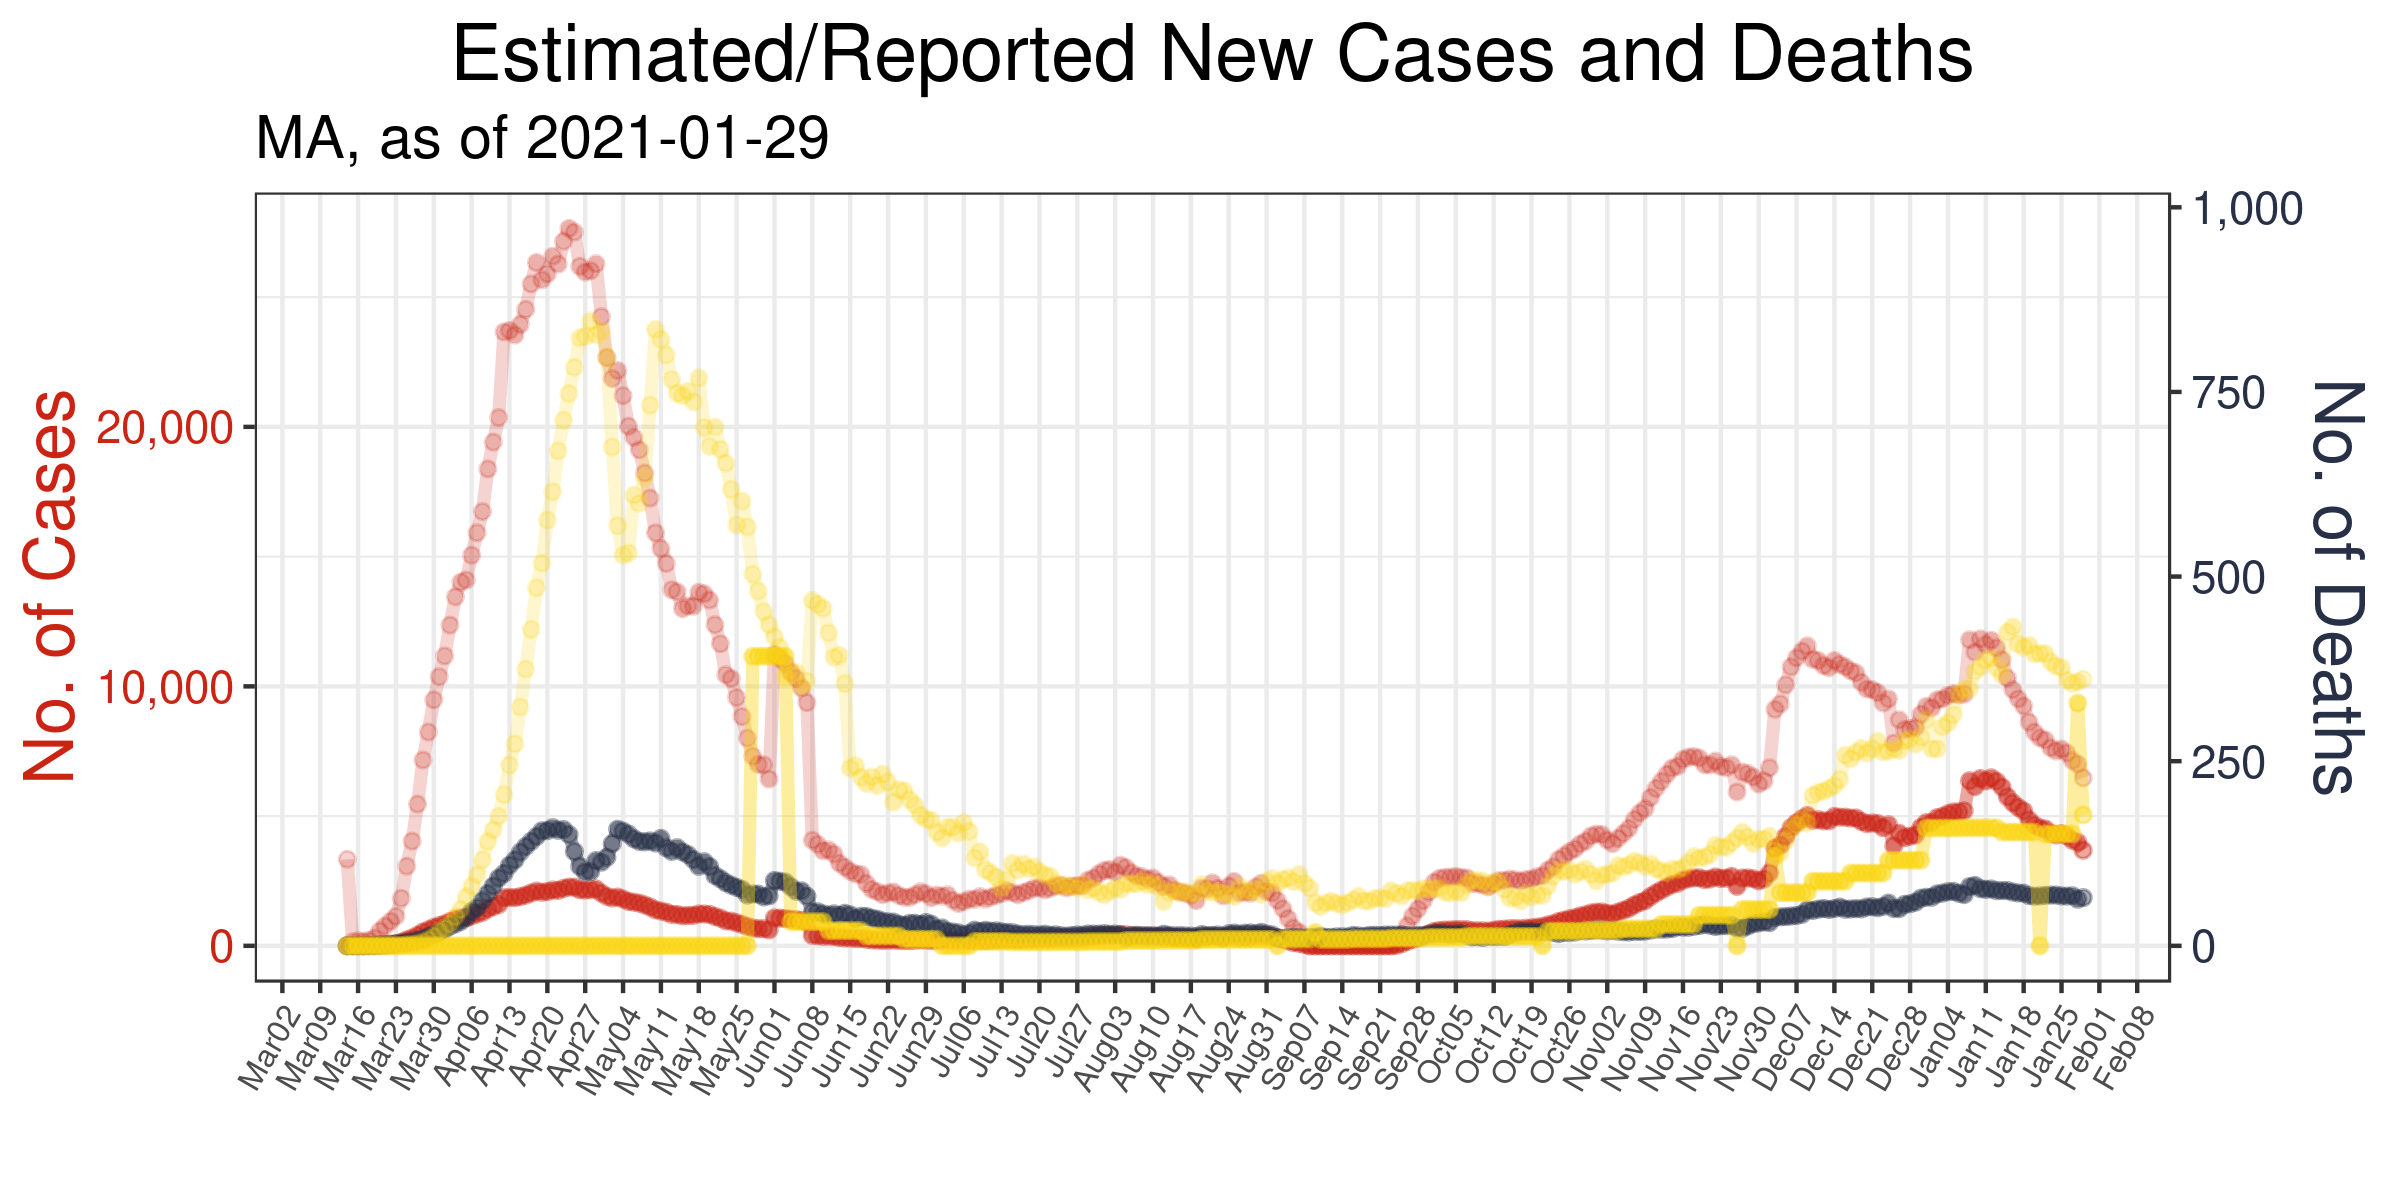 Estimated/Reported New Cases and Deaths
MA, as of 2021-01-29
No. of Cases
20,000
10,000
0
1,000
750
500
250
0
No. of Deaths
Mar02
Mar09
Mar16
Mar23
Mar30
Apr06
Apr13
Apr20
Apr27
May04
May11
May18
May25
Jun01
Jun08
Jun15
Jun22
Jun29
Jul06
Jul13
Jul20
Jul27
Aug03
Aug10
Aug17
Aug24
Aug31
Sep07
Sep14
Sep21
Sep28
Oct05
Oct12
Oct19
Oct26
Nov02
Nov09
Nov16
Nov23
Nov30
Dec07
Dec14
Dec21
Dec28
Jan04
Jan11
Jan18
Jan25
Feb01
Feb08